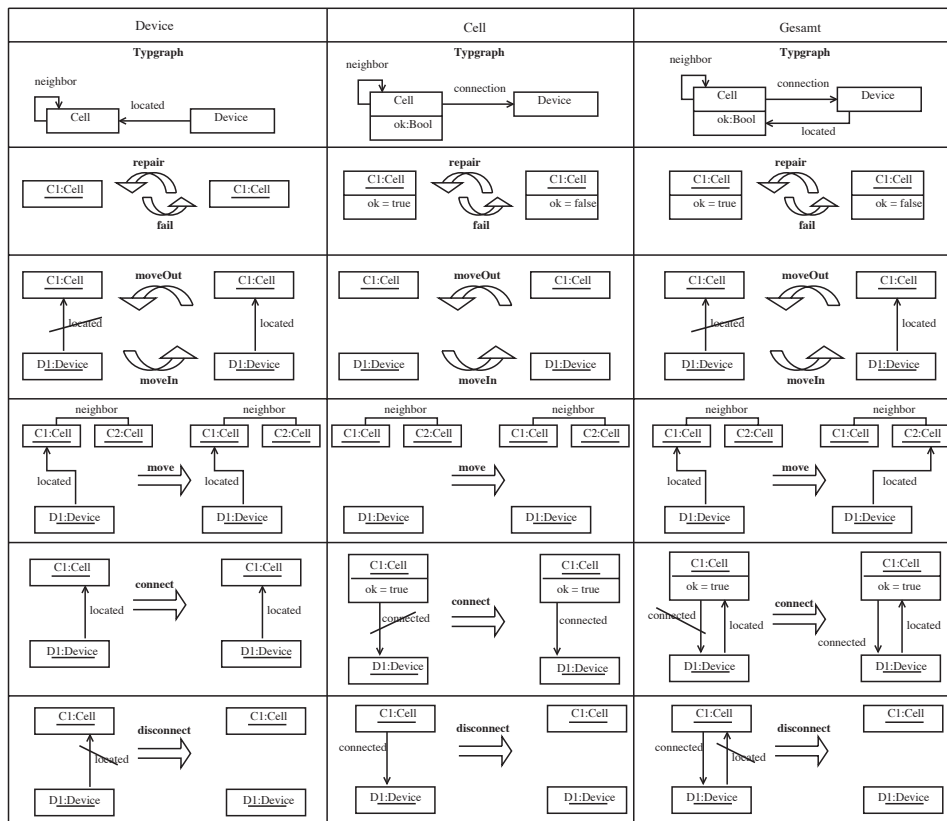 Device
Cell
Gesamt
Typgraph
neighbor
located
Cell
Device
Typgraph
neighbor
connection
Cell
Device
ok:Bool
Typgraph
neighbor
connection
Cell
Device
ok:Bool
located
repair
C1:Cell
C1:Cell
fail
repair
C1:Cell
C1:Cell
ok = true
ok = false
fail
repair
C1:Cell
C1:Cell
ok = true
ok = false
fail
C1:Cell
moveOut
C1:Cell
located
located
D1:Device
D1:Device
moveIn
C1:Cell
moveOut
C1:Cell
D1:Device
D1:Device
moveIn
C1:Cell
moveOut
C1:Cell
located
located
D1:Device
D1:Device
moveIn
neighbor
neighbor
C1:Cell
C2:Cell
C1:Cell
C2:Cell
move
located
located
D1:Device
D1:Device
neighbor
neighbor
C1:Cell
C2:Cell
C1:Cell
C2:Cell
move
D1:Device
D1:Device
neighbor
neighbor
C1:Cell
C2:Cell
C1:Cell
C2:Cell
move
located
located
D1:Device
D1:Device
C1:Cell
C1:Cell
connect
located
located
D1:Device
D1:Device
C1:Cell
C1:Cell
ok = true
ok = true
connect
connected
connected
D1:Device
D1:Device
C1:Cell
C1:Cell
ok = true
ok = true
connect
connected
located
connected
located
D1:Device
D1:Device
C1:Cell
C1:Cell
disconnect
located
D1:Device
D1:Device
C1:Cell
C1:Cell
disconnect
connected
D1:Device
D1:Device
C1:Cell
C1:Cell
disconnect
connected
located
D1:Device
D1:Device